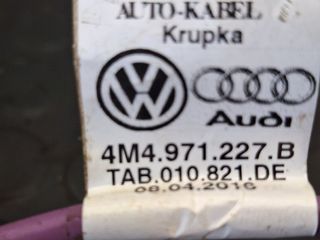 AUTO-KABEL
Krupka
Audi
4M4.971.227.B
TAB.010.821.DE
08.04.2016